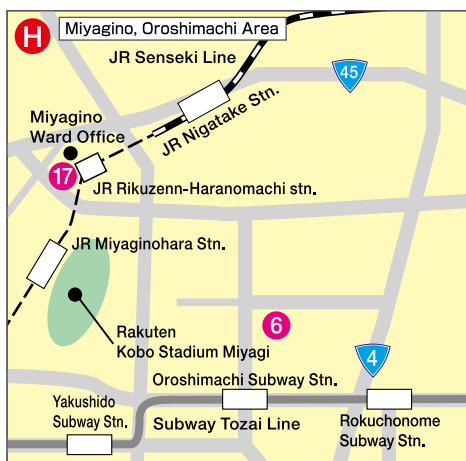 H
Miyagino, Oroshimachi Area
JR Senseki Line
45
JR Nigatake Stn.
Miyagino
Ward Office
17
JR Rikuzenn-Haranomachi stn.
JR Miyaginohara Stn.
Rakuten
Kobo Stadium Miyagi
6
4
Oroshimachi Subway Stn.
Yakushido
Subway Stn.
Subway Tozai Line
Rokuchonome
Subway Stn.